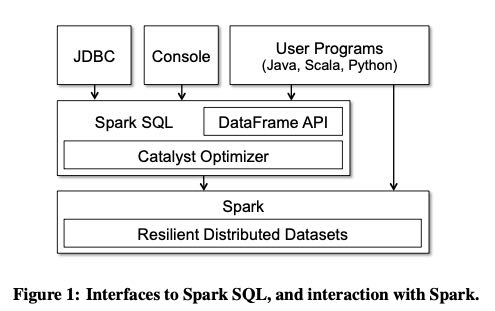 JDBC
Console
User Programs
(Java, Scala, Python)
Spark SQL
DataFrame API
Catalyst Optimizer
Spark
Resilient Distributed Datasets
Figure 1: Interfaces to Spark SQL, and interaction with Spark.